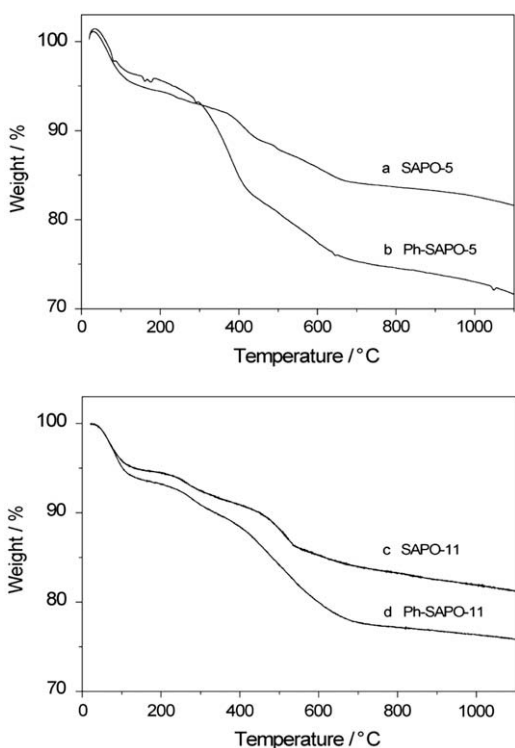 100
90
80
70
Weight / %
a SAPO-5
b Ph-SAPO-5
0 200 400 600 800 1000
Temperature / °C
100
90
80
70
Weight / %
c SAPO-11
d Ph-SAPO-11
0 200 400 600 800 1000
Temperature / °C